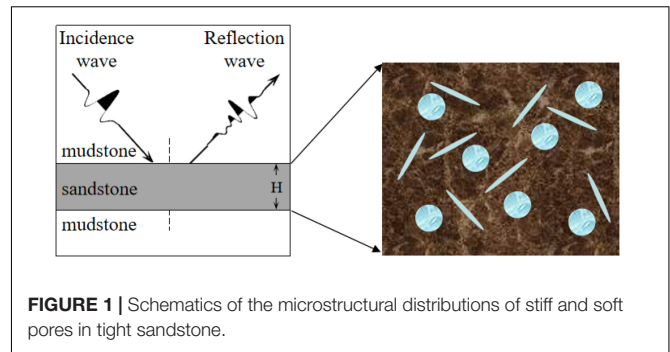 Incidence wave
Reflection wave
mudstone
sandstone
H
mudstone
FIGURE 1 | Schematics of the microstructural distributions of stiff and soft
pores in tight sandstone.